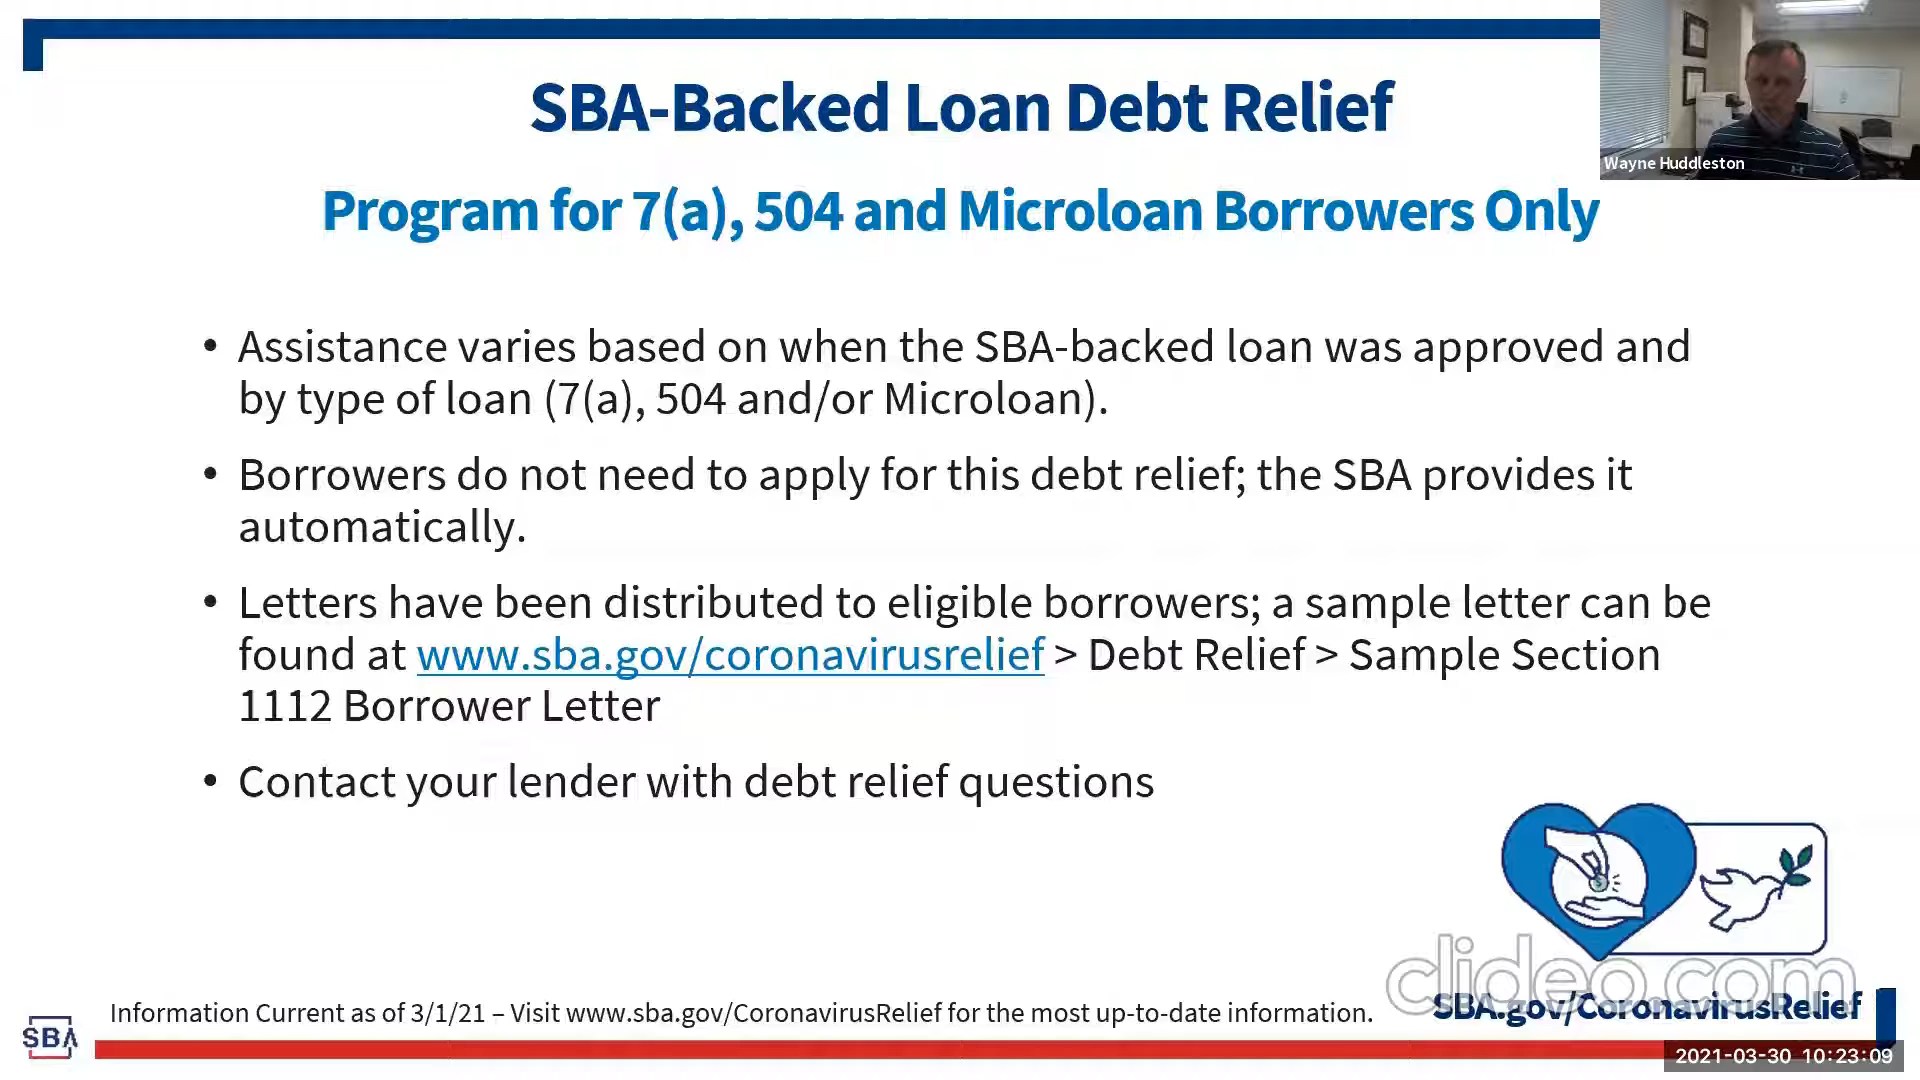 SBA-Backed Loan Debt Relief
Wayne Huddleston
Program for 7(a), 504 and Microloan Borrowers Only
• Assistance varies based on when the SBA-backed loan was approved and
by type of loan (7(a), 504 and/or Microloan).
• Borrowers do not need to apply for this debt relief; the SBA provides it
automatically.
• Letters have been distributed to eligible borrowers; a sample letter can be
found at www.sba.gov/coronavirusrelief > Debt Relief > Sample Section
1112 Borrower Letter
• Contact your lender with debt relief questions
clideo.com
Information Current as of 3/1/21 – Visit www.sba.gov/CoronavirusRelief for the most up-to-date information.
SBA.gov/CoronavirusRelief
SBA
2021-03-30 10:23:09